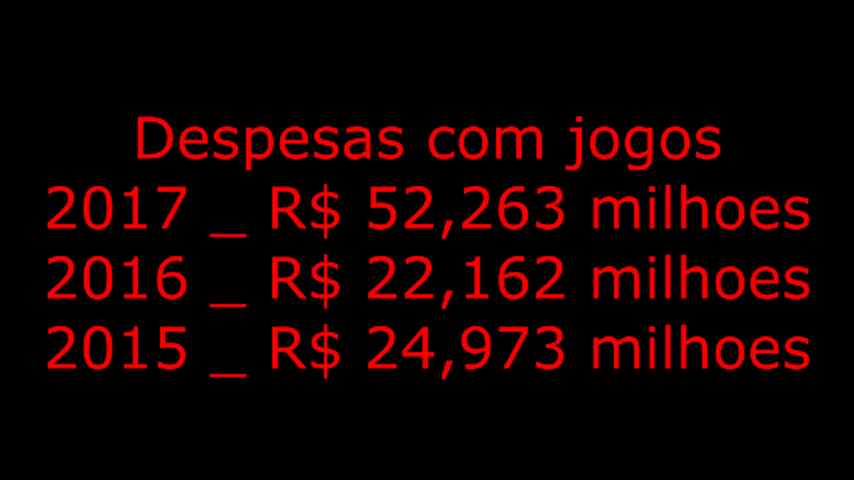 Despesas com jogos
2017 _ R$ 52,263 milhoes
2016 _ R$ 22,162 milhoes
2015 _ R$ 24,973 milhoes